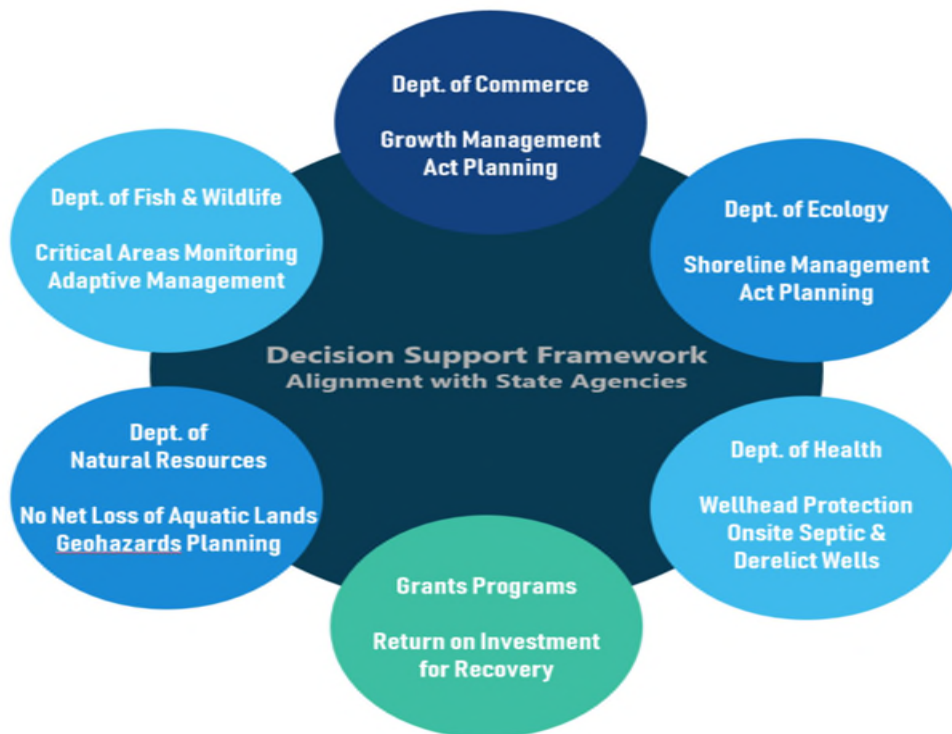 Dept. of Commerce
Growth Management
Act Planning
Dept. of Fish & Wildlife
Critical Areas Monitoring
Adaptive Management
Dept. of Ecology
Shoreline Management
Act Planning
Decision Support Framework
Alignment with State Agencies
Dept. of
Natural Resources
No Net Loss of Aquatic Lands
Geohazards Planning
Dept. of Health
Wellhead Protection
Onsite Septic &
Derelict Wells
Grants Programs
Return on Investment
for Recovery